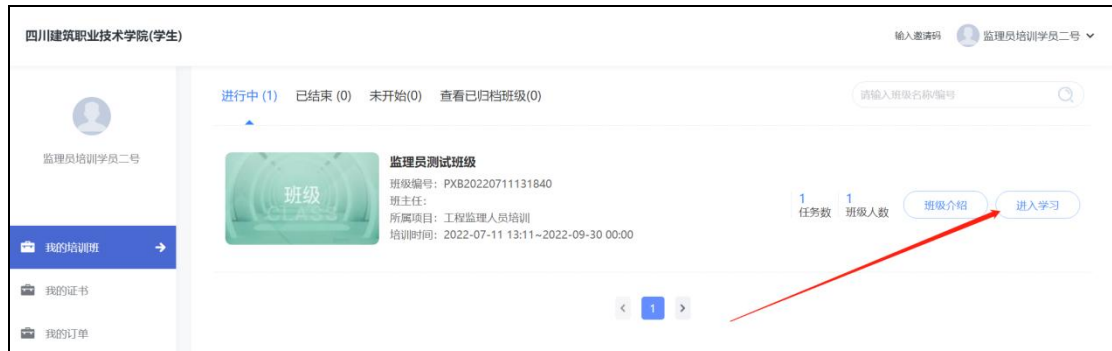 四川建筑职业技术学院(学生)
输入邀请码 监理员培训学员二号
监理员培训学员二号
我的培训班
我的证书
我的订单
进行中 (1) 已结束 (0) 未开始(0) 查看已归档班级(0)
请输入班级名称/编号
班级
CLASS
监理员测试班级
班级编号：PXB20220711131840
班主任：
所属项目：工程监理人员培训
培训时间：2022-07-11 13:11~2022-09-30 00:00
1 1
任务数 班级人数
班级介绍 进入学习
< 1 >